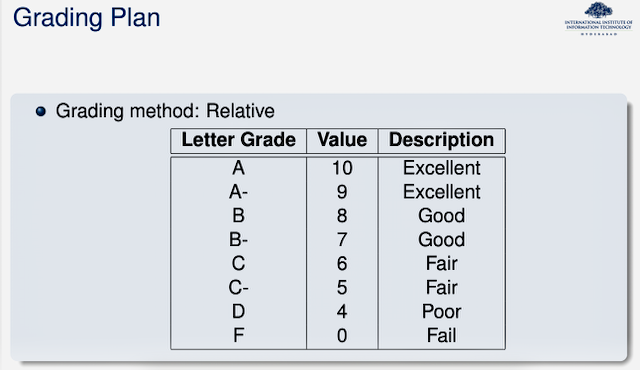 Grading Plan
INTERNATIONAL INSTITUTE OF
INFORMATION TECHNOLOGY
HYDERABAD
Grading method: Relative
Letter Grade Value Description
A 10 Excellent
A- 9 Excellent
B 8 Good
B- 7 Good
C 6 Fair
C- 5 Fair
D 4 Poor
F 0 Fail